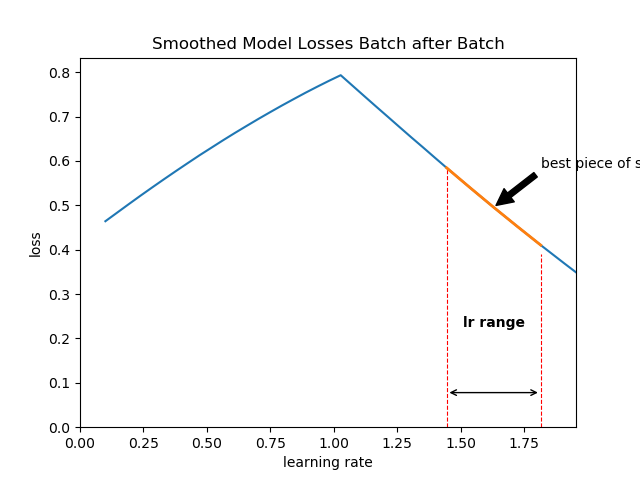 Smoothed Model Losses Batch after Batch
0.8
0.7
0.6
0.5
0.4
0.3
0.2
0.1
0.0
loss
best piece of
lr range
0.00 0.25 0.50 0.75 1.00 1.25 1.50 1.75
learning rate